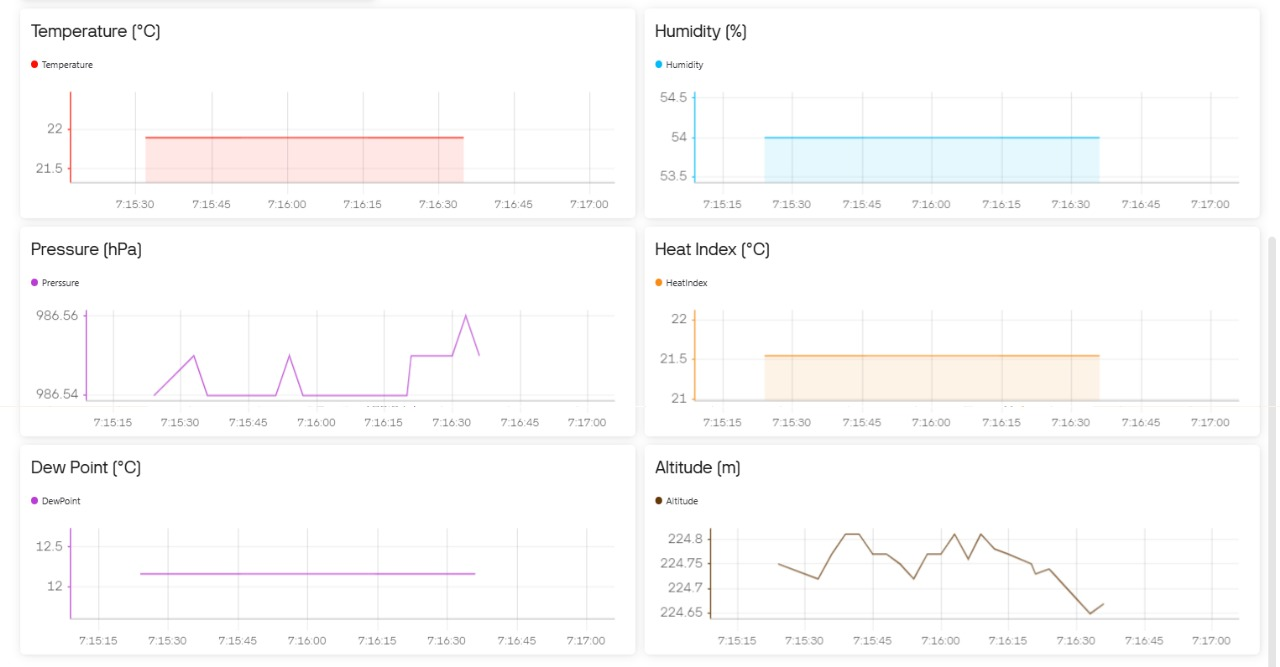 Temperature (°C)
Temperature
22
21.5
7:15:30 7:15:45 7:16:00 7:16:15 7:16:30 7:16:45 7:17:00
Humidity (%)
Humidity
54.5
54
53.5
7:15:15 7:15:30 7:15:45 7:16:00 7:16:15 7:16:30 7:16:45 7:17:00
Pressure (hPa)
Prerssure
986.56
986.54
7:15:15 7:15:30 7:15:45 7:16:00 7:16:15 7:16:30 7:16:45 7:17:00
Heat Index (°C)
HeatIndex
22
21.5
21
7:15:15 7:15:30 7:15:45 7:16:00 7:16:15 7:16:30 7:16:45 7:17:00
Dew Point (°C)
DewPoint
12.5
12
7:15:15 7:15:30 7:15:45 7:16:00 7:16:15 7:16:30 7:16:45 7:17:00
Altitude (m)
Altitude
224.8
224.75
224.7
224.65
7:15:15 7:15:30 7:15:45 7:16:00 7:16:15 7:16:30 7:16:45 7:17:00